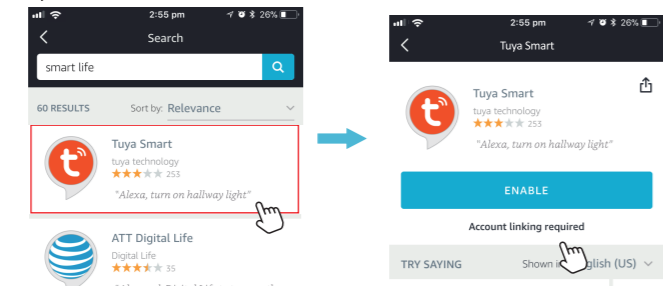 2:55 pm
26%
Search
smart life
60 RESULTS
Sort by: Relevance
Tuya Smart
tuya technology
253
"Alexa, turn on hallway light"
ATT Digital Life
Digital Life
35
2:55 pm
26%
Tuya Smart
Tuya Smart
tuya technology
253
"Alexa, turn on hallway light"
ENABLE
Account linking required
TRY SAYING
Shown in English (US)